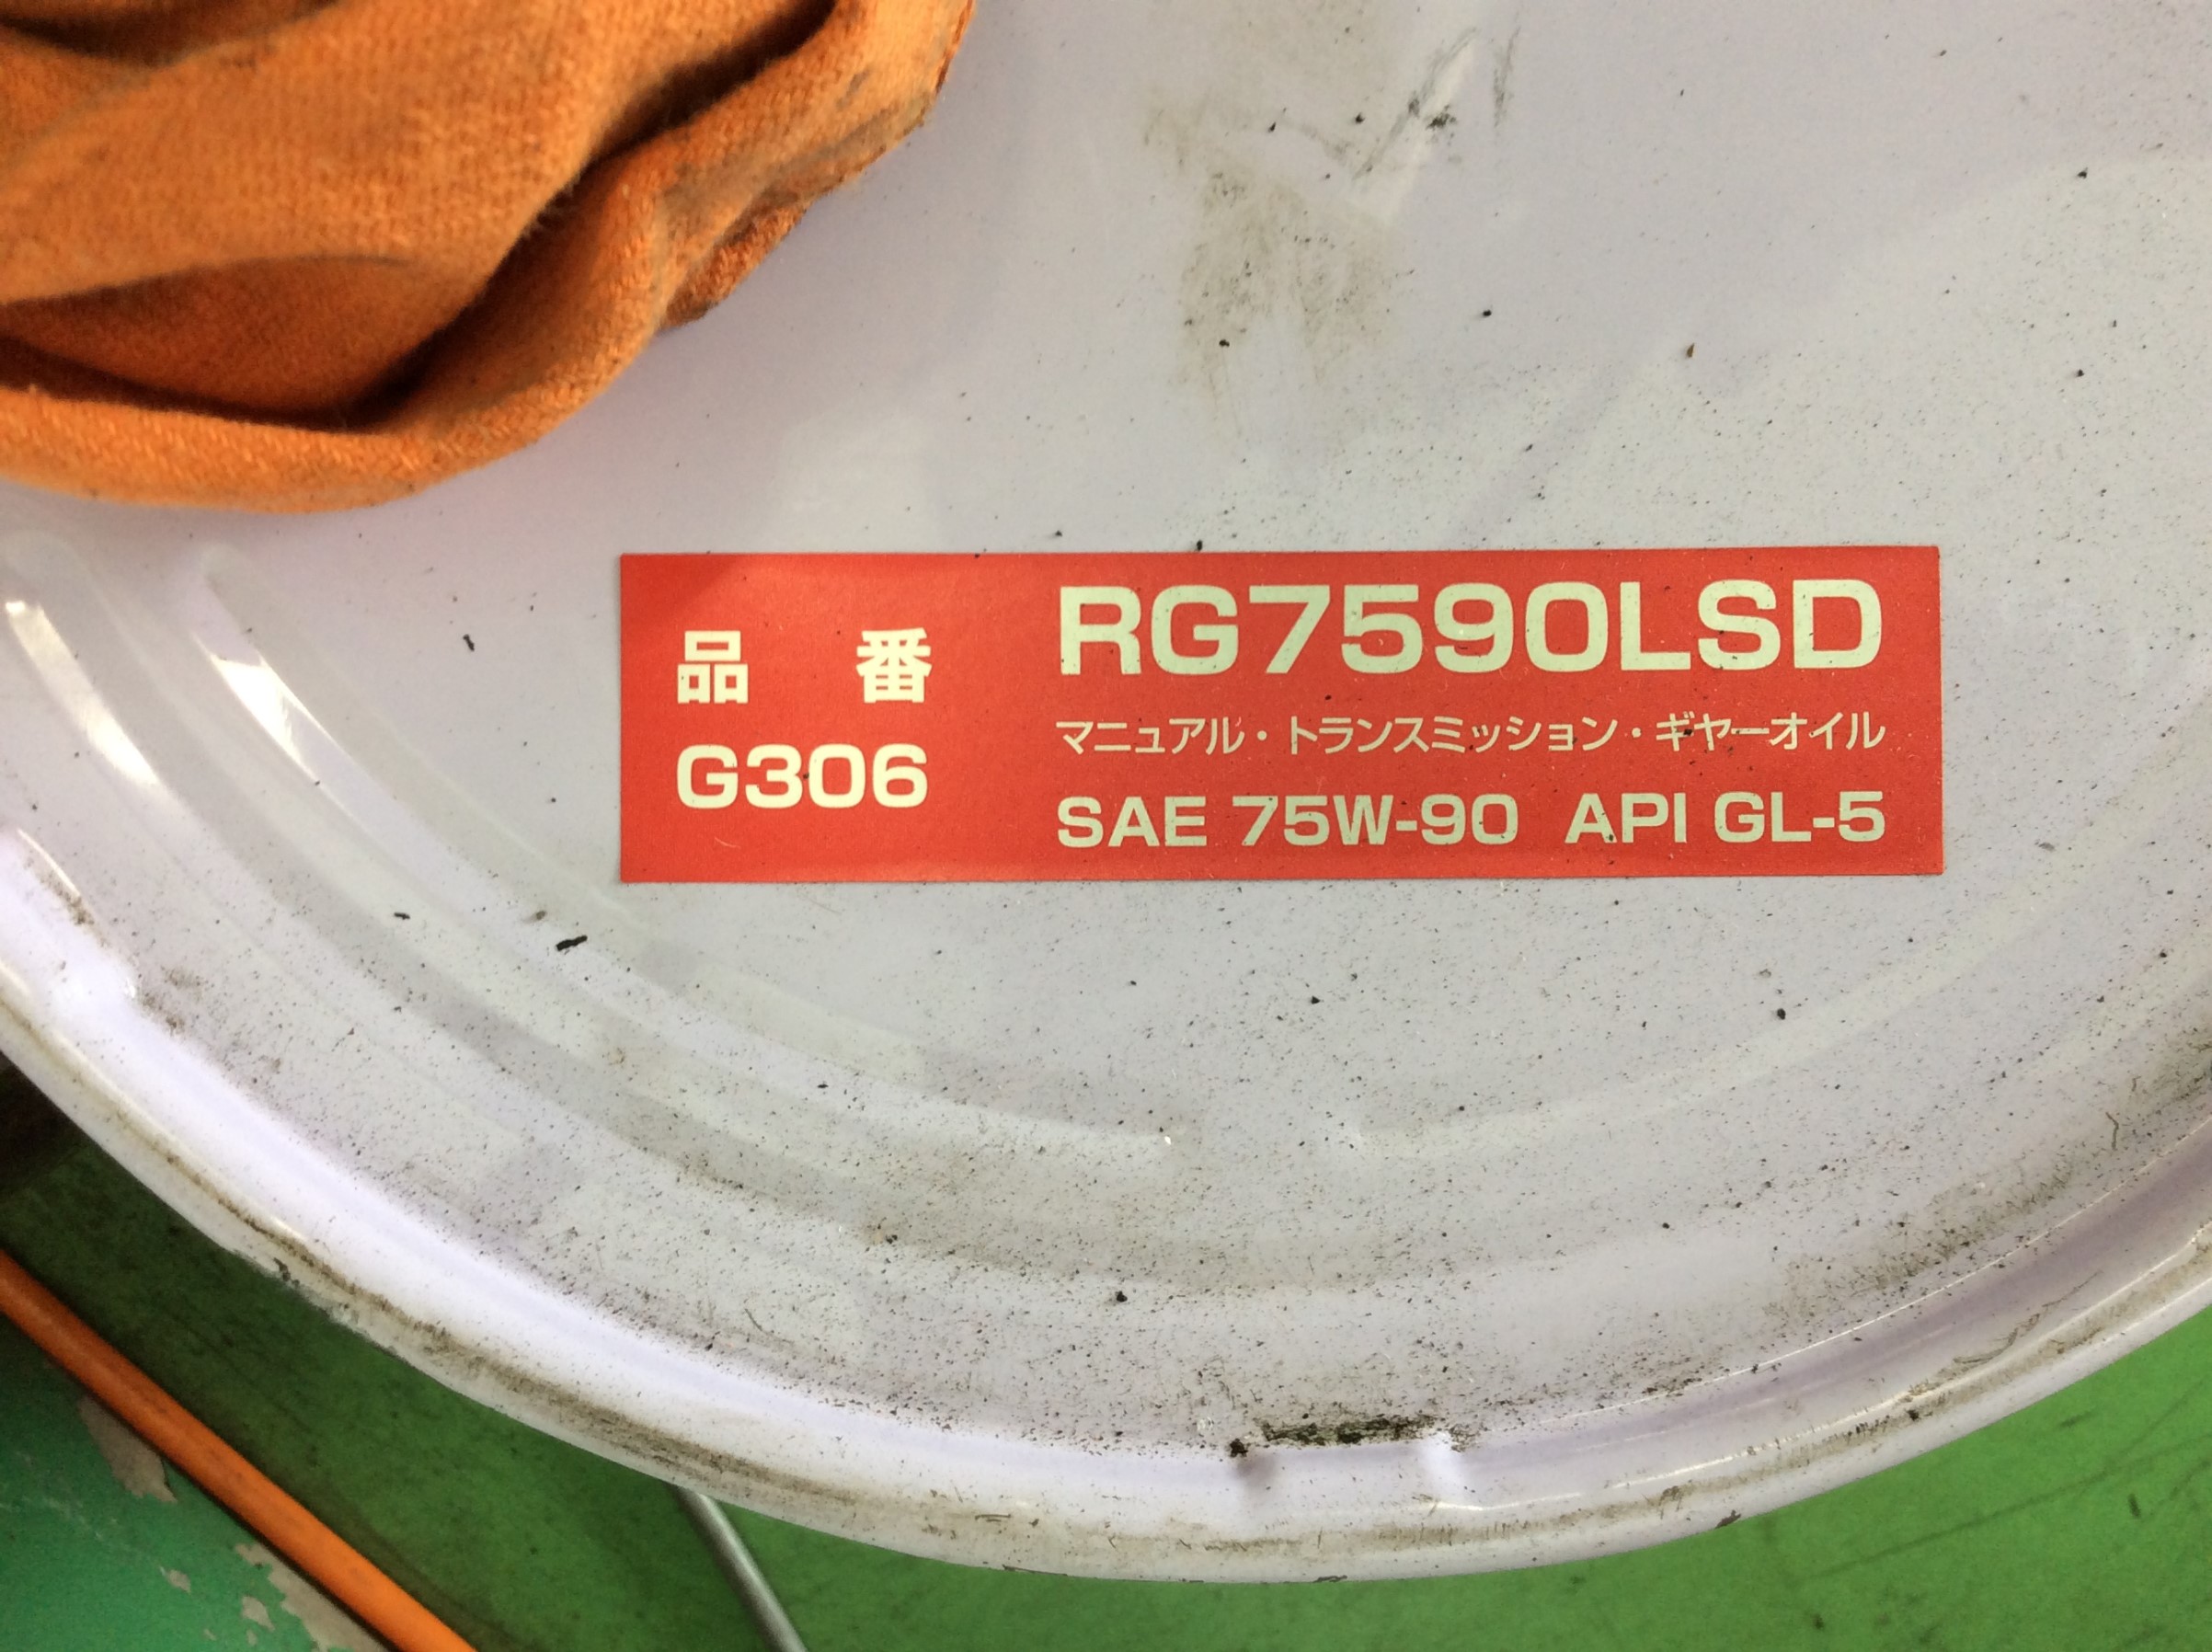 品番
G306
RG7590LSD
マニュアル・トランスミッション・ギヤーオイル
SAE 75W-90 API GL-5